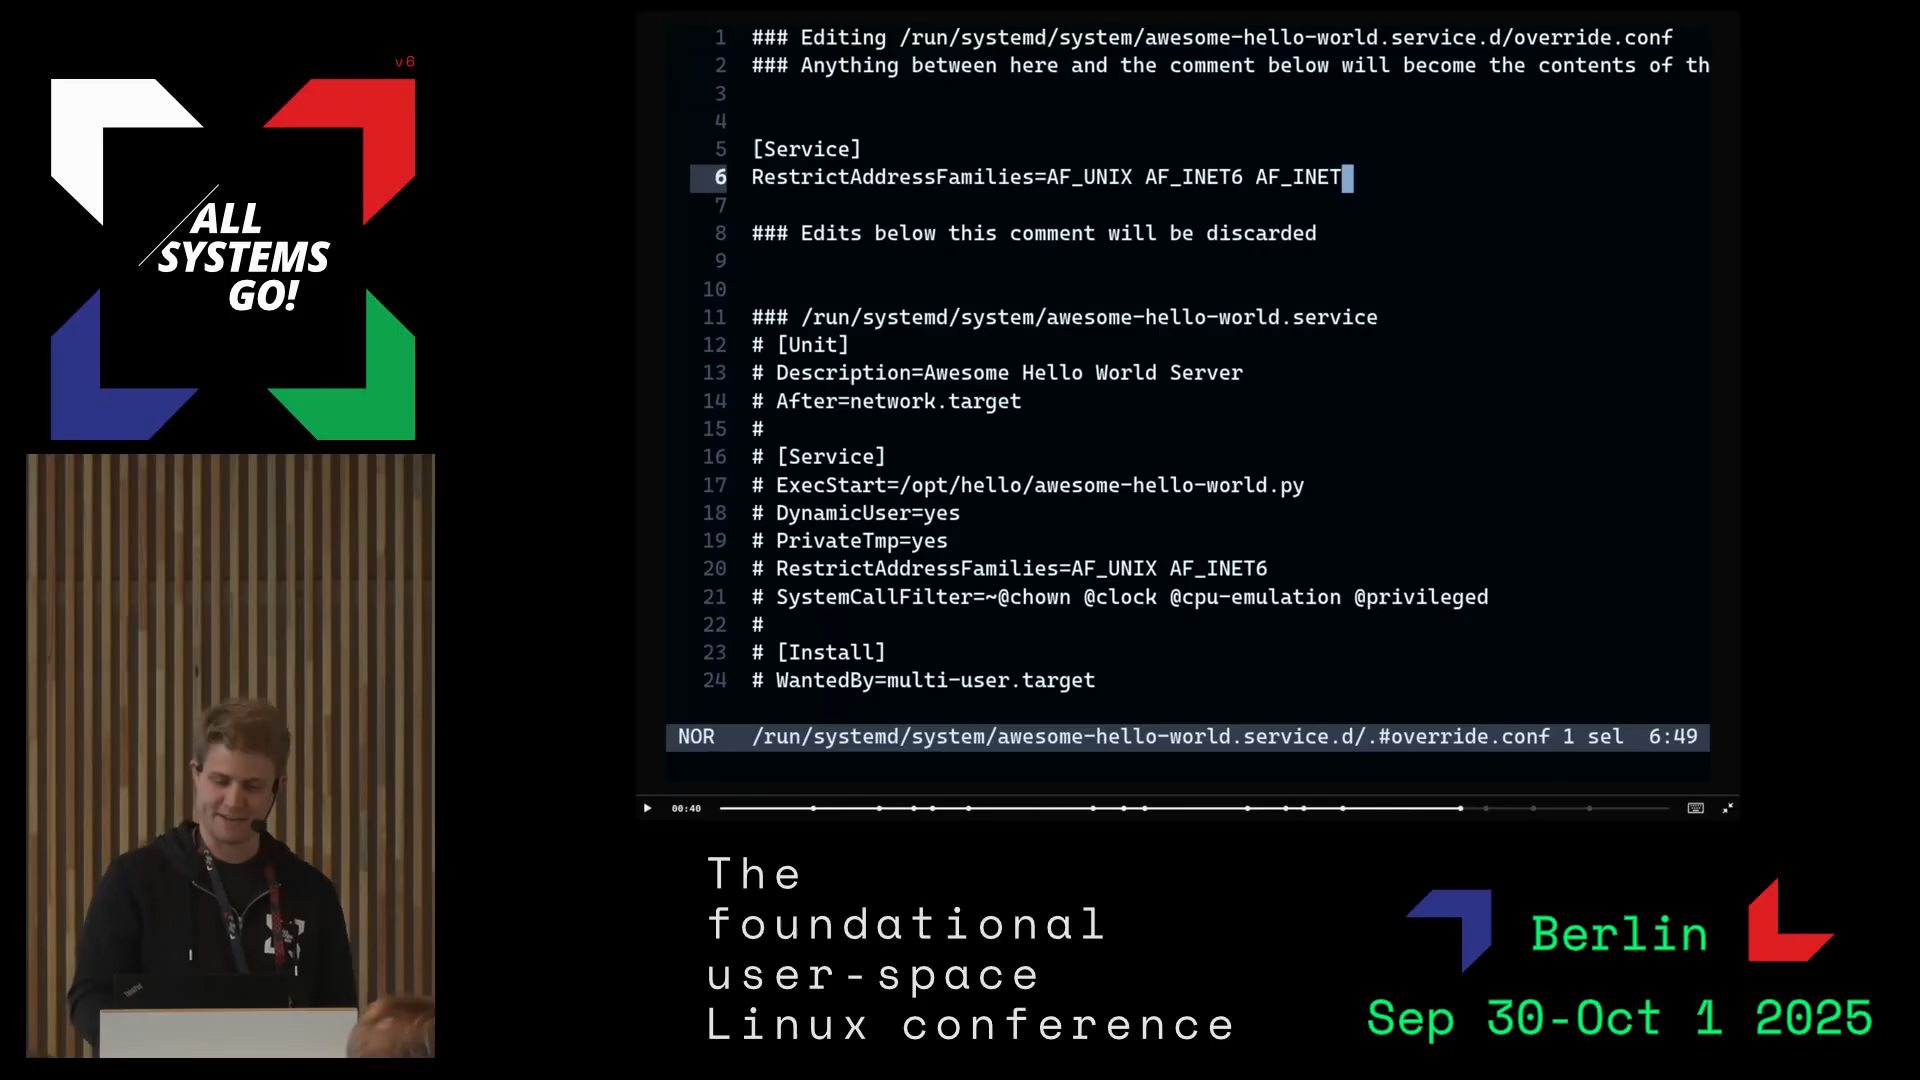 v6
ALL
SYSTEMS
GO!
1 ### Editing /run/systemd/system/awesome-hello-world.service.d/override.conf
2 ### Anything between here and the comment below will become the contents of th
3
4
5 [Service]
6 RestrictAddressFamilies=AF_UNIX AF_INET6 AF_INET
7
8 ### Edits below this comment will be discarded
9
10
11 ### /run/systemd/system/awesome-hello-world.service
12 # [Unit]
13 # Description=Awesome Hello World Server
14 # After=network.target
15 #
16 # [Service]
17 # ExecStart=/opt/hello/awesome-hello-world.py
18 # DynamicUser=yes
19 # PrivateTmp=yes
20 # RestrictAddressFamilies=AF_UNIX AF_INET6
21 # SystemCallFilter=~@chown @clock @cpu-emulation @privileged
22 #
23 # [Install]
24 # WantedBy=multi-user.target
NOR /run/systemd/system/awesome-hello-world.service.d/.#override.conf 1 sel 6:49
00:40
ThinkPad
The
foundational
user-space
Linux conference
Berlin
Sep 30-Oct 1 2025